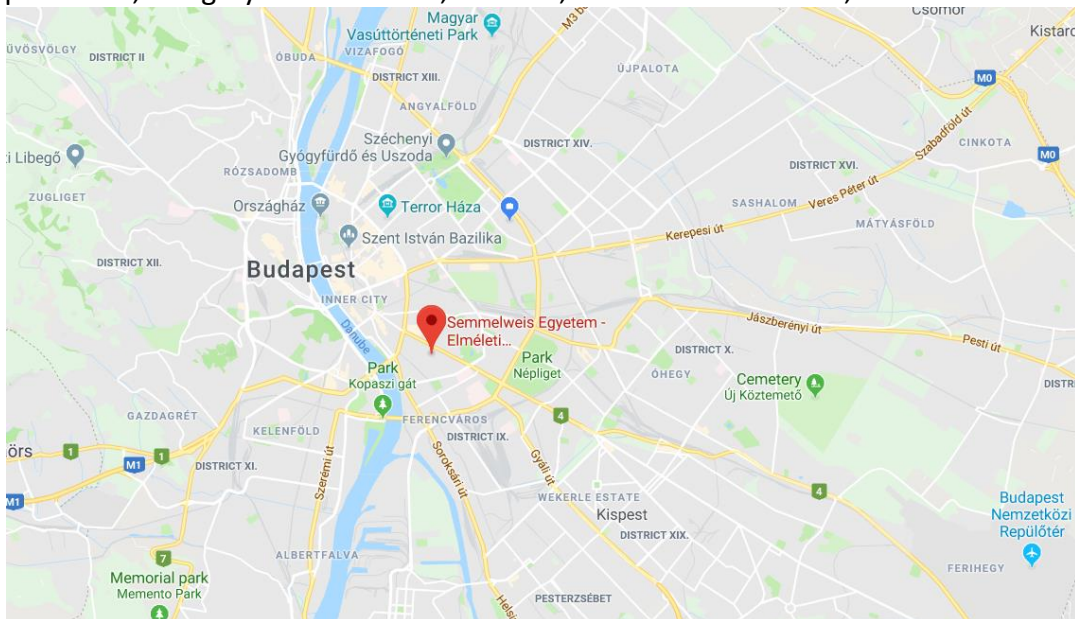 Csömör
Magyar
Vasúttörténeti Park
M3
Kistarc
ŰVÖSVÖLGY
DISTRICT II
ÓBUDA
VIZAFOGÓ
DISTRICT XIII.
ÚJPALOTA
M0
ANGYALFÖLD
Széchenyi
Gyógyfürdő és Uszoda
DISTRICT XIV.
Szabadföld út
CINKOTA
M0
i Libegő
RÓZSADOMB
DISTRICT XVI.
ZUGLIGET
Országház
Terror Háza
SASHALOM
Veres Péter út
MÁTYÁSFÖLD
Szent István Bazilika
Kerepesi út
DISTRICT XII.
Budapest
INNER CITY
Danube
Semmelweis Egyetem -
Elméleti...
Jászberényi út
Pesti út
DISTRICT X.
Park
Népliget
ÓHEGY
Park
Kopaszi gát
Cemetery
Új Köztemető
DISTR
GAZDAGRÉT
FERENCVÁROS
4
KELENFÖLD
DISTRICT IX.
örs
1
M1
1
DISTRICT XI.
Szerémi út
Soroksári út
Gyáli út
4
M1
WEKERLE ESTATE
Kispest
Budapest
Nemzetközi
Repülőtér
DISTRICT XIX.
ALBERTFALVA
7
FERIHEGY
Memorial park
Memento Park
PESTERZSÉBET
Helsi